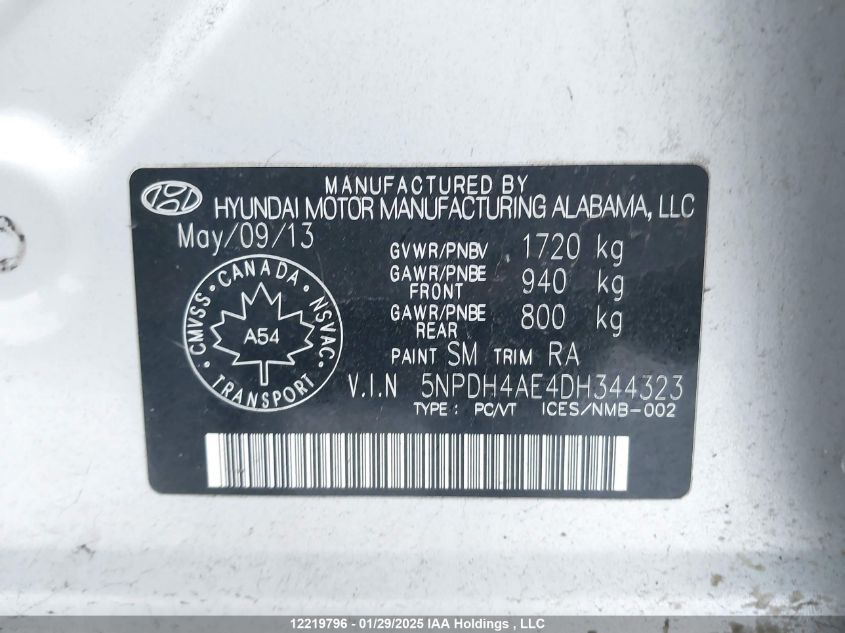 MANUFACTURED BY
HYUNDAI MOTOR MANUFACTURING ALABAMA, LLC
May/09/13
GVWR/PNBV 1720 kg
GAWR/PNBE FRONT 940 kg
GAWR/PNBE REAR 800 kg
CMVSS · CANADA · NSVAC · TRANSPORT ·
A54
PAINT SM TRIM RA
V.I.N 5NPDH4AE4DH344323
TYPE : PC/VT ICES/NMB-002
12219796 - 01/29/2025 IAA Holdings , LLC